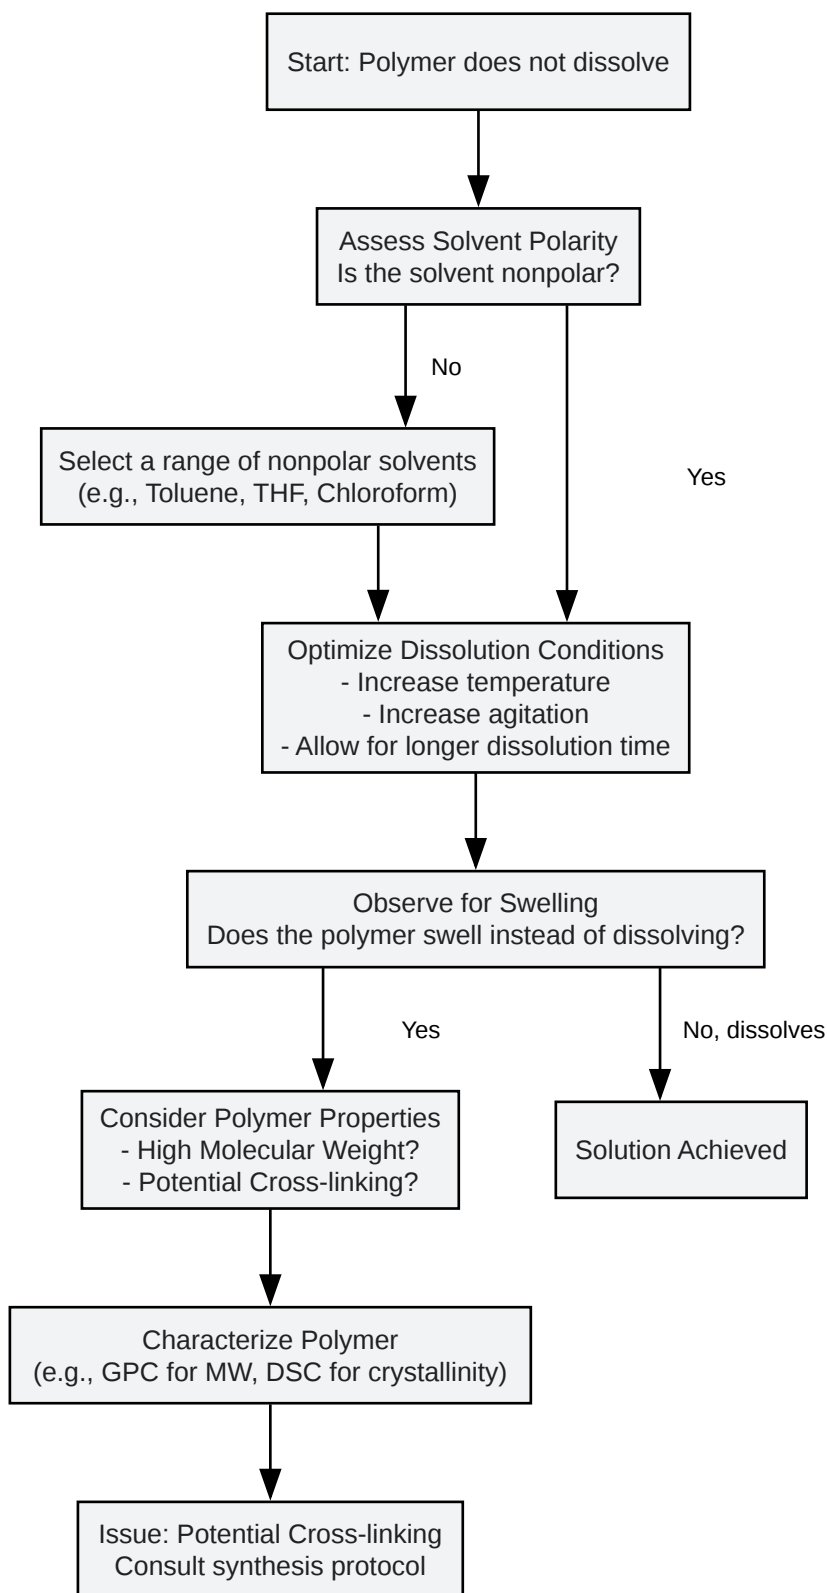 Start: Polymer does not dissolve
Assess Solvent Polarity
Is the solvent nonpolar?
No
Select a range of nonpolar solvents
(e.g., Toluene, THF, Chloroform)
Yes
Optimize Dissolution Conditions
- Increase temperature
- Increase agitation
- Allow for longer dissolution time
Observe for Swelling
Does the polymer swell instead of dissolving?
Yes
No, dissolves
Consider Polymer Properties
- High Molecular Weight?
- Potential Cross-linking?
Solution Achieved
Characterize Polymer
(e.g., GPC for MW, DSC for crystallinity)
Issue: Potential Cross-linking
Consult synthesis protocol